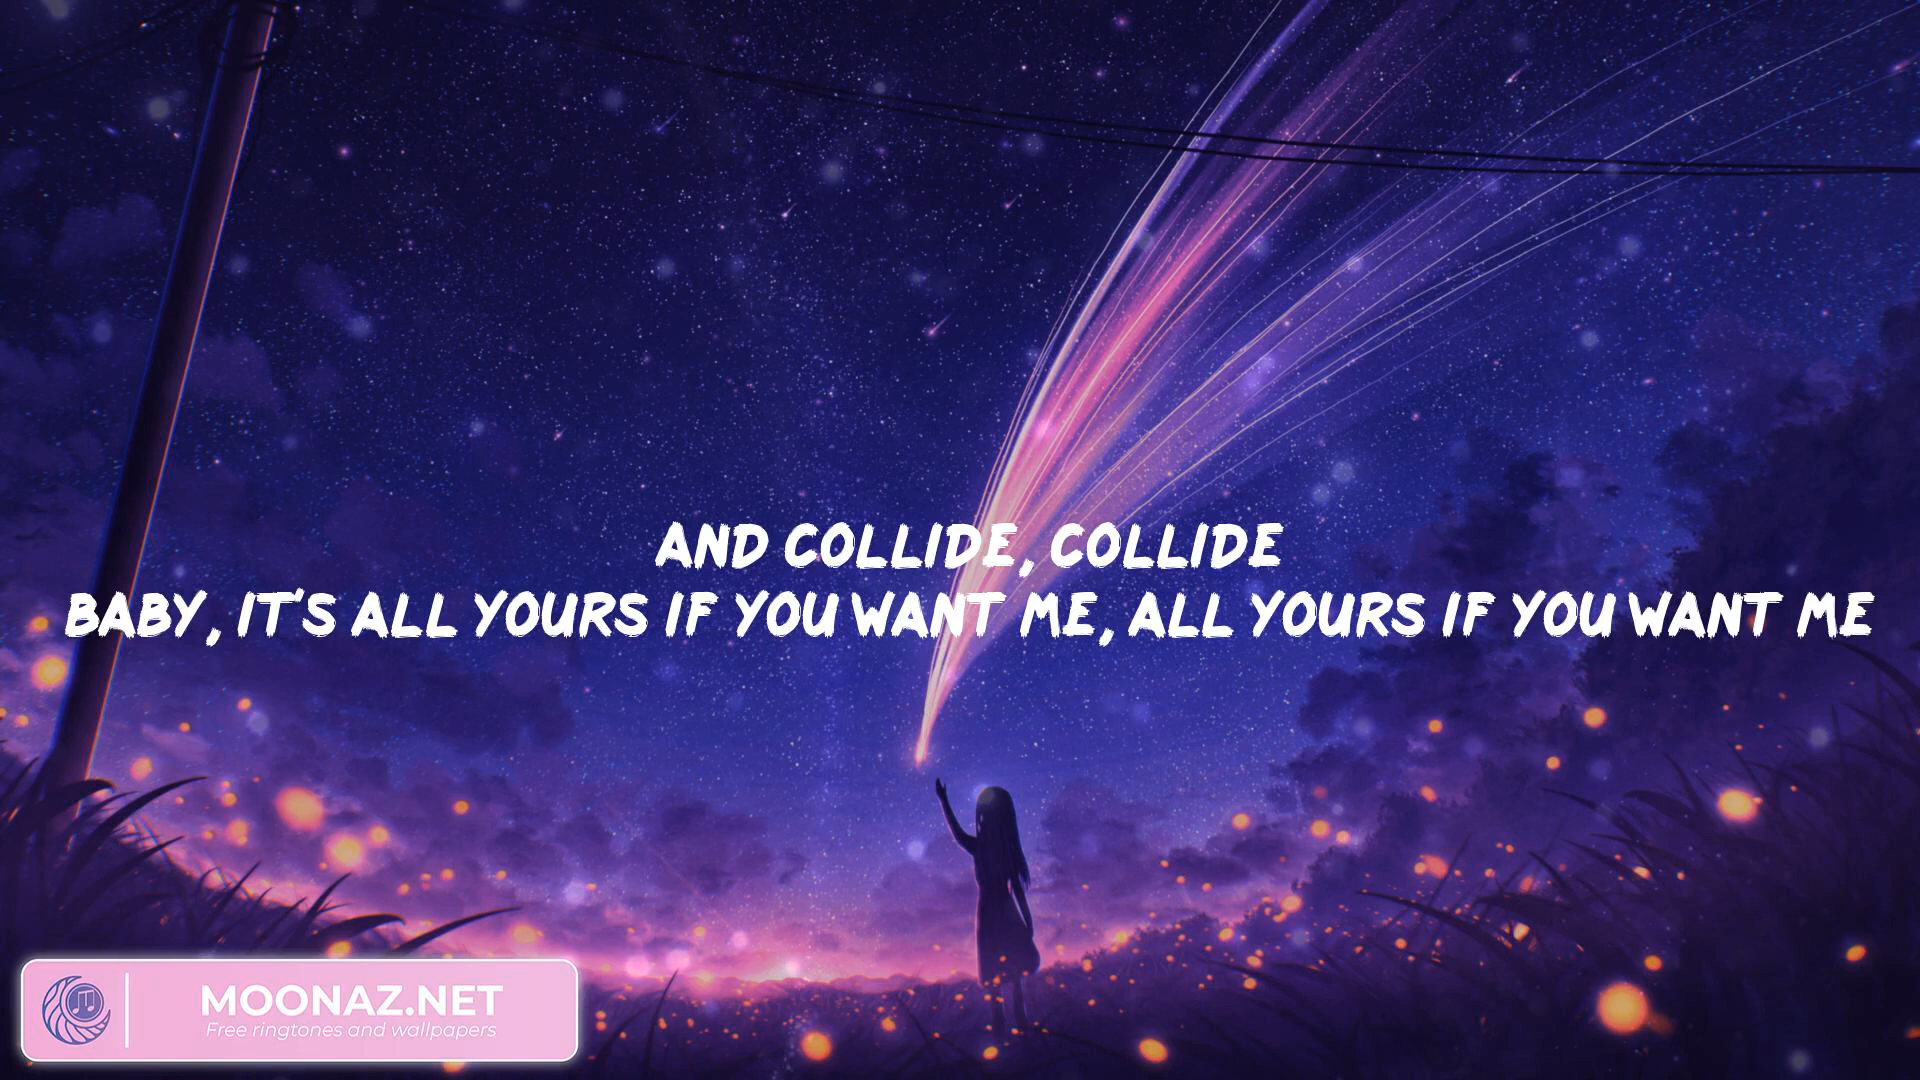 AND COLLIDE, COLLIDE
BABY, IT'S ALL YOURS IF YOU WANT ME, ALL YOURS IF YOU WANT ME
MOONAZ.NET
Free ringtones and wallpapers